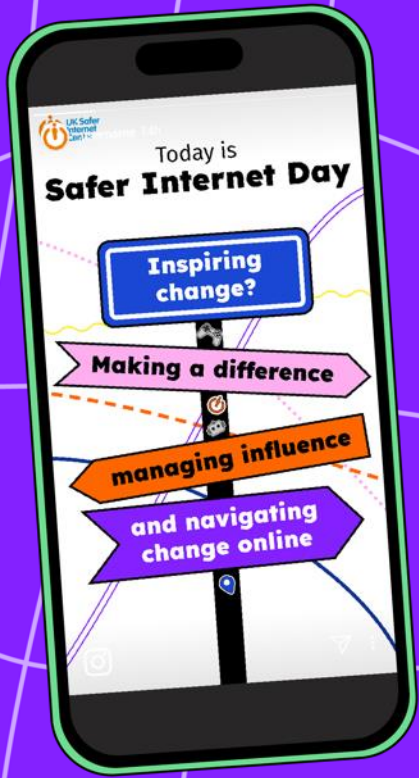 UK Safer
Internet
Centre
Today is
Safer Internet Day
Inspiring
change?
Making a difference
managing influence
and navigating
change online